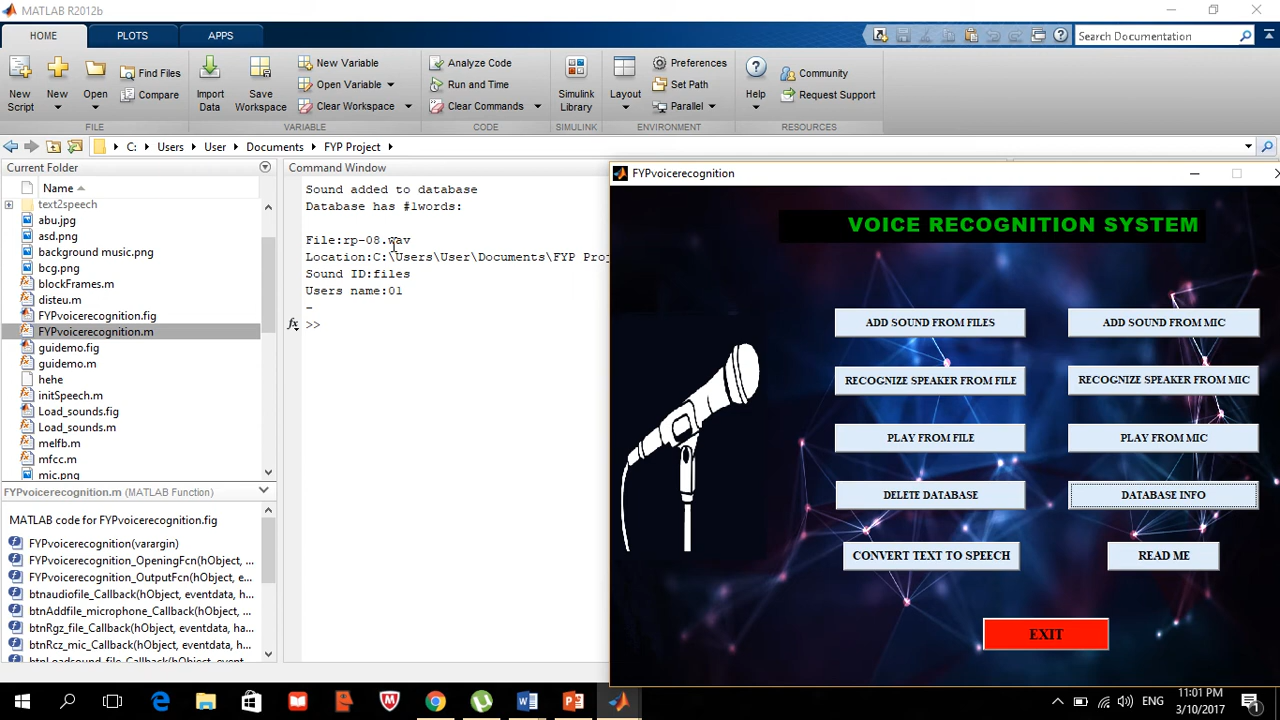 MATLAB R2012b
HOME
PLOTS
APPS
Search Documentation
New Script
New
Open
Find Files
Compare
Import Data
Save Workspace
New Variable
Open Variable
Clear Workspace
Analyze Code
Run and Time
Clear Commands
Simulink Library
Layout
Preferences
Set Path
Parallel
Help
Community
Request Support
FILE
VARIABLE
CODE
SIMULINK
ENVIRONMENT
RESOURCES
C: Users User Documents FYP Project
Current Folder
Name
text2speech
abu.jpg
asd.png
background music.png
bcg.png
blockFrames.m
disteu.m
FYPvoicerecognition.fig
FYPvoicerecognition.m
guidemo.fig
guidemo.m
hehe
initSpeech.m
Load_sounds.fig
Load_sounds.m
melfb.m
mfcc.m
mic.png
FYPvoicerecognition.m (MATLAB Function)
MATLAB code for FYPvoicerecognition.fig
FYPvoicerecognition(varargin)
FYPvoicerecognition_OpeningFcn(hObject, ...
FYPvoicerecognition_OutputFcn(hObject, e...
btnaudiofile_Callback(hObject, eventdata, h...
btnAddfile_microphone_Callback(hObject, ...
btnRgz_file_Callback(hObject, eventdata, ha...
btnRcz_mic_Callback(hObject, eventdata, h...
btnLoadsound_file_Callback(hObject, event...
Command Window
Sound added to database
Database has #1words:
File:rp-08.wav
Location:C:\Users\User\Documents\FYP Proj
Sound ID:files
Users name:01
-
fx >>
FYPvoicerecognition
VOICE RECOGNITION SYSTEM
ADD SOUND FROM FILES
ADD SOUND FROM MIC
RECOGNIZE SPEAKER FROM FILE
RECOGNIZE SPEAKER FROM MIC
PLAY FROM FILE
PLAY FROM MIC
DELETE DATABASE
DATABASE INFO
CONVERT TEXT TO SPEECH
READ ME
EXIT
ENG
11:01 PM
3/10/2017